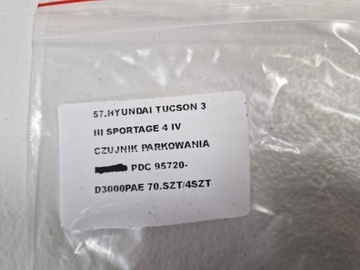 57.HYUNDAI TUCSON 3
III SPORTAGE 4 IV
CZUJNIK PARKOWANIA
PDC 95720-
D3000PAE 70.SZT/4SZT